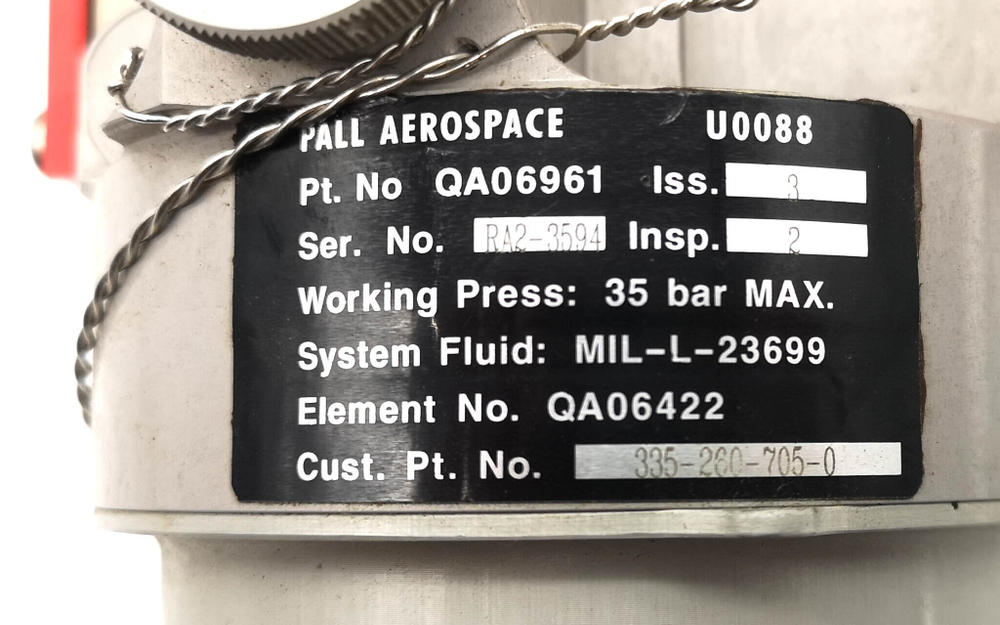 PALL AEROSPACE U0088
Pt. No QA06961 Iss. 3
Ser. No. RA2-3594 Insp. 2
Working Press: 35 bar MAX.
System Fluid: MIL-L-23699
Element No. QA06422
Cust. Pt. No. 335-260-705-0